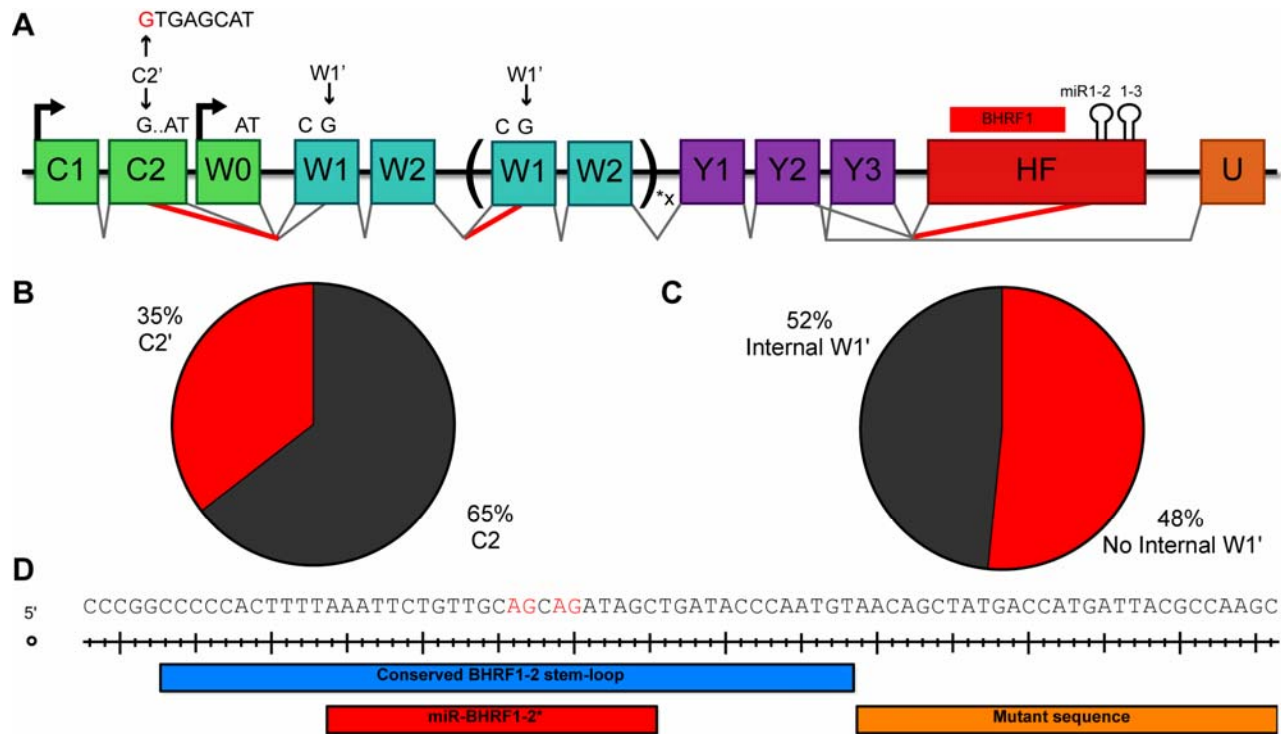 A
GTGAGCAT
C2'
W1'
W1'
miR1-2 1-3
G..AT
AT
C G
C G
BHRF1
C1
C2
W0
W1
W2
(
W1
W2
)
*x
Y1
Y2
Y3
HF
U
B
35%
C2'
65%
C2
C
52%
Internal W1'
48%
No Internal W1'
D
5' CCCGGCCCCCACTTTTAAATTCTGTTGCAGCAGATAGCTGATACCCAATGTAACAGCTATGACCATGATTACGCCAAGC
Conserved BHRF1-2 stem-loop
miR-BHRF1-2*
Mutant sequence